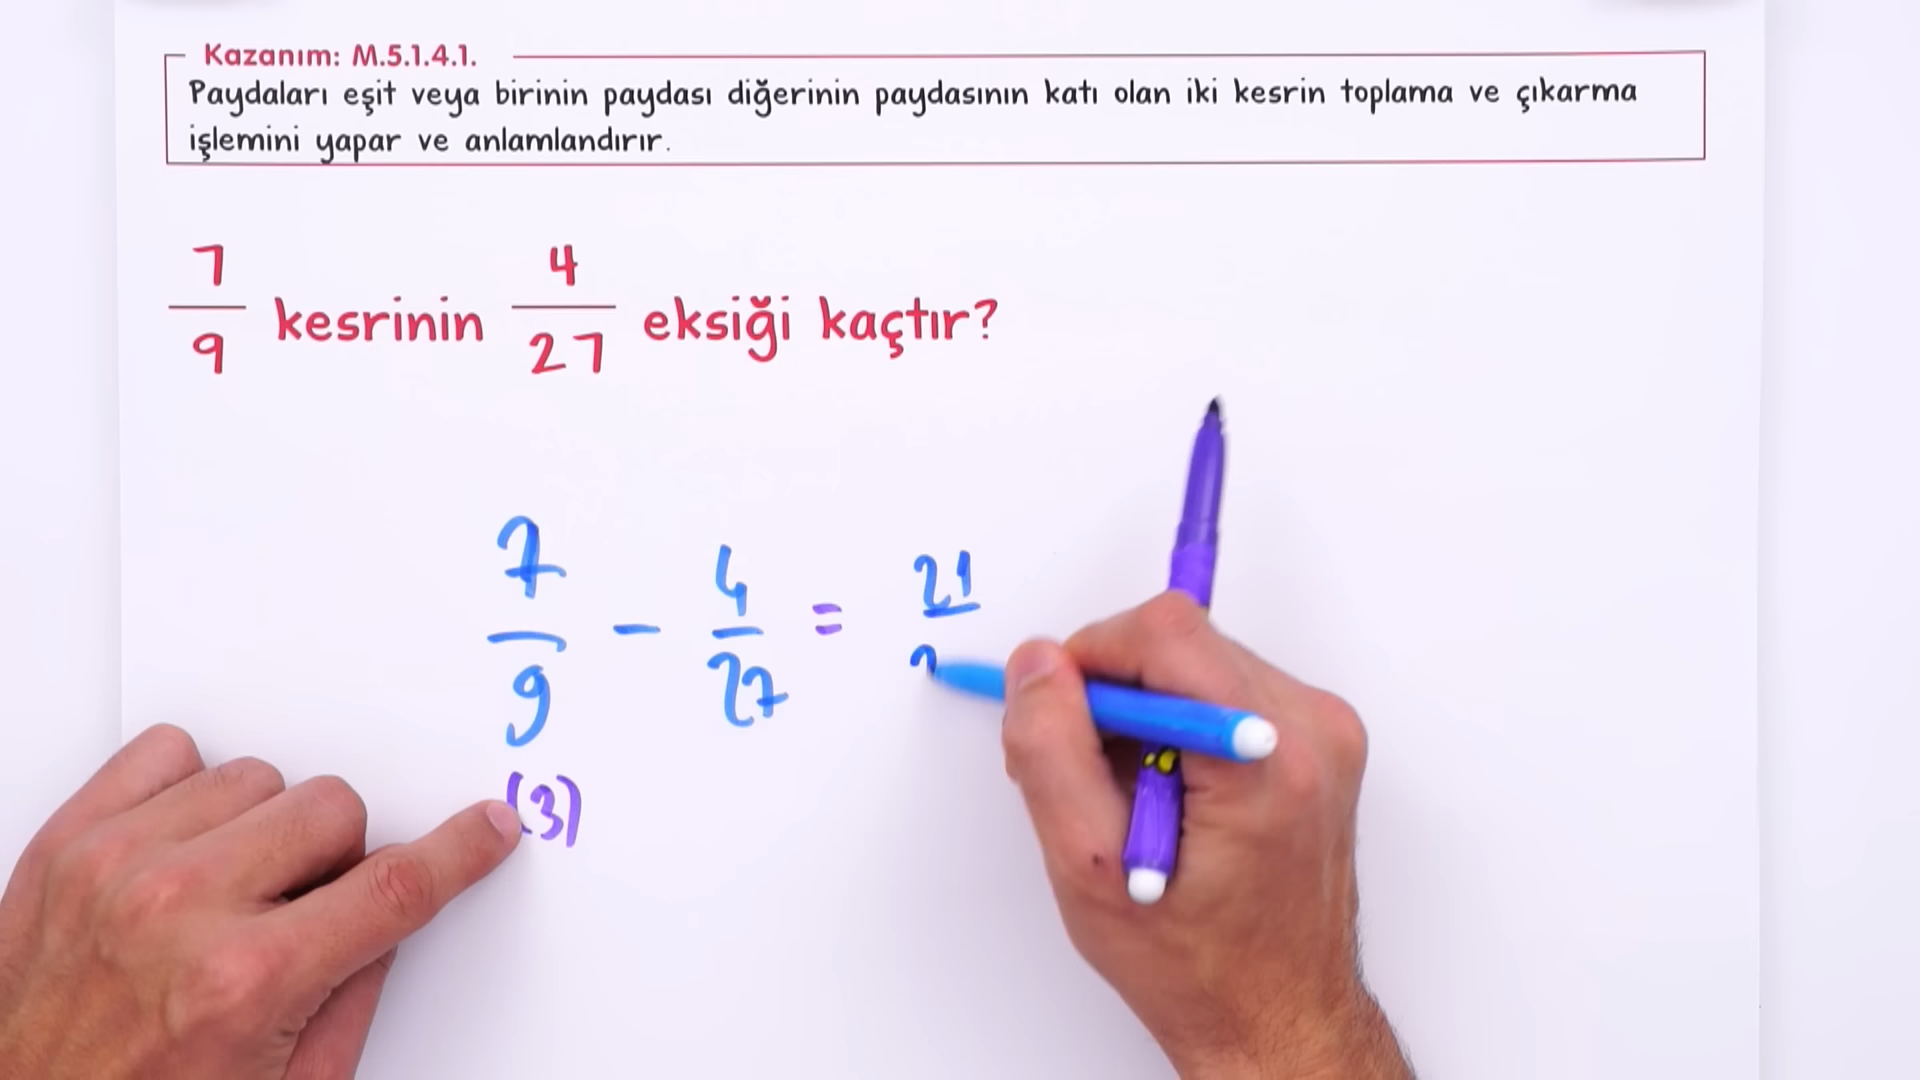 Kazanım: M.5.1.4.1.
Paydaları eşit veya birinin paydası diğerinin paydasının katı olan iki kesrin toplama ve çıkarma
işlemini yapar ve anlamlandırır.
7/9 kesrinin 4/27 eksiği kaçtır?
7/9 - 4/27 = 21/2
(3)